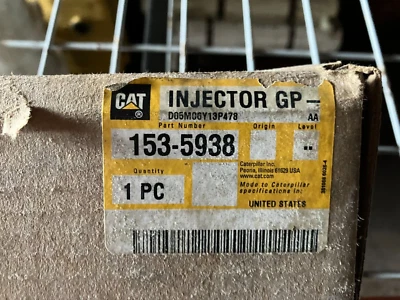 CAT
INJECTOR GP-
D05M06Y13P478 AA
Part Number Origin Level
153-5938 --
Quantity
1 PC
Caterpillar Inc.
Peoria, Illinois 61629 USA
www.cat.com
Made to Caterpillar
specifications in
UNITED STATES